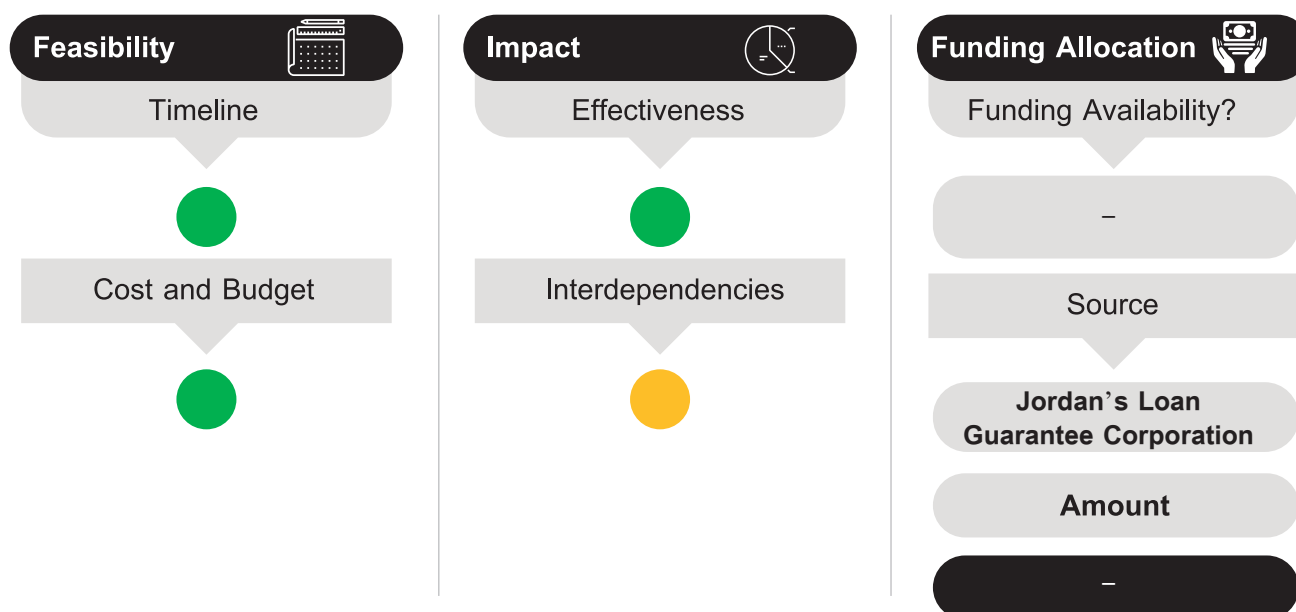 Feasibility
Timeline
Cost and Budget
Impact
Effectiveness
Interdependencies
Funding Allocation
Funding Availability?
–
Source
Jordan’s Loan
Guarantee Corporation
Amount
–